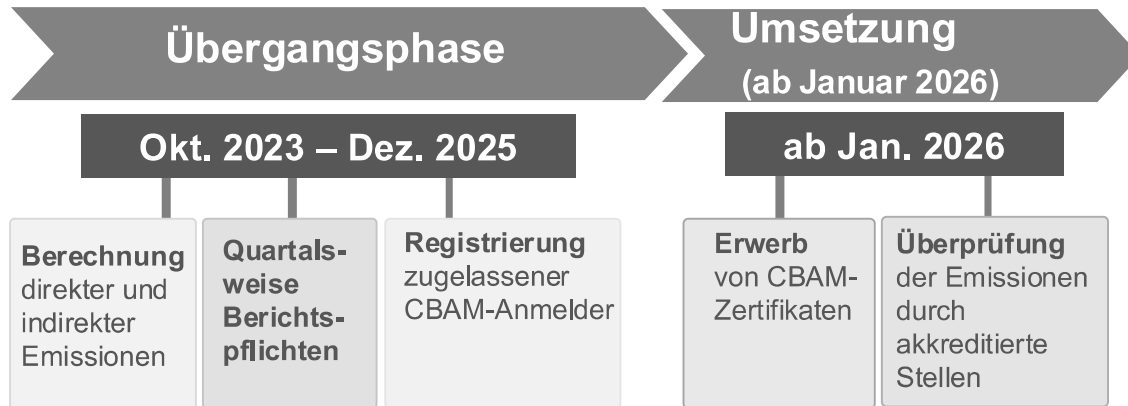 Übergangsphase
Umsetzung
(ab Januar 2026)
Okt. 2023 – Dez. 2025
ab Jan. 2026
Berechnung
direkter und
indirekter
Emissionen
Quartals-
weise
Berichts-
pflichten
Registrierung
zugelassener
CBAM-Anmelder
Erwerb
von CBAM-
Zertifikaten
Überprüfung
der Emissionen
durch
akkreditierte
Stellen